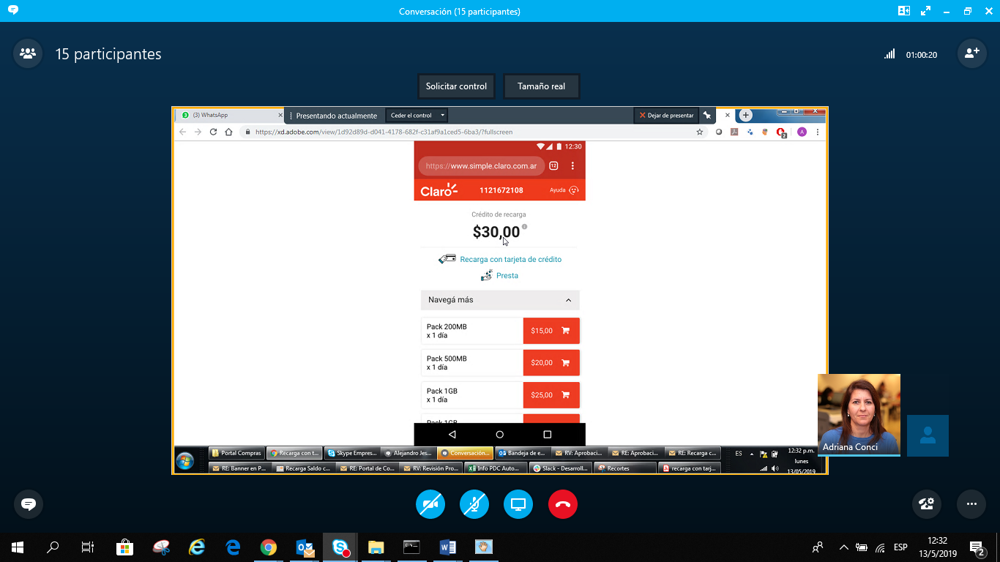 Conversación (15 participantes)
15 participantes
01:00:20
Solicitar control
Tamaño real
(3) WhatsApp
Presentando actualmente
Ceder el control
Dejar de presentar
https://xd.adobe.com/view/1d92d89d-d041-4178-682f-c31af9a1ced5-6ba3/?fullscreen
2
A
12:30
https://www.simple.claro.com.ar
12
Claro
1121672108
Ayuda
Crédito de recarga
$30,00
Recarga con tarjeta de crédito
Presta
Navegá más
Pack 200MB
x 1 día
$15,00
Pack 500MB
x 1 día
$20,00
Pack 1GB
x 1 día
$25,00
Pack 1GB
Adriana Conci
Portal Compras
Recarga con t...
Skype Empres...
Alejandro Jes...
Conversación...
Bandeja de e...
RV: Aprobaci...
RE: Aprobaci...
RE: Recarga c...
ES
12:32 p.m.
lunes
13/05/2019
RE: Banner en P...
Recarga Saldo c...
RE: Portal de Co...
RV: Revisión Pro...
Info PDC Auto...
Slack - Desarroll...
Recortes
recarga con tarj...
ESP
12:32
13/5/2019
2